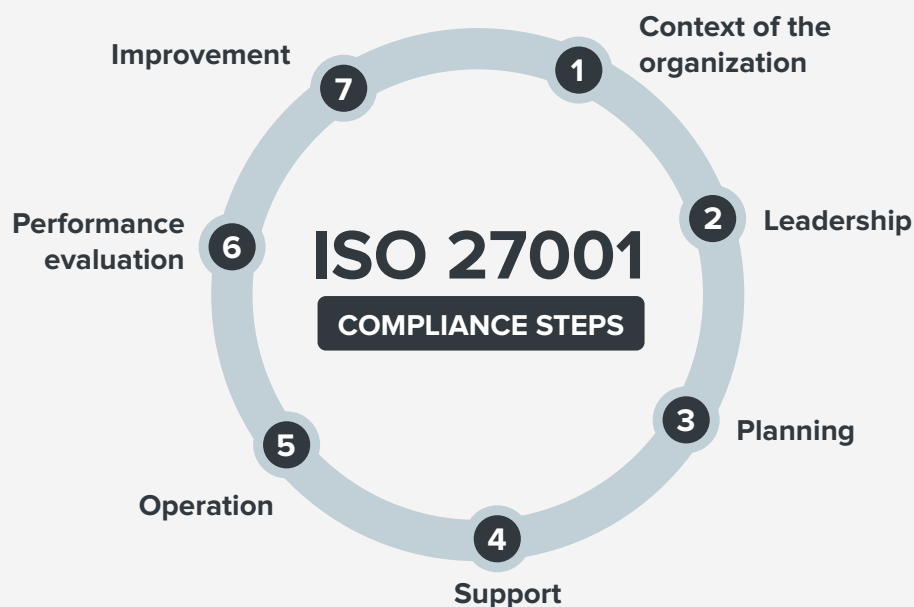 ISO 27001
COMPLIANCE STEPS
1
Context of the
organization
2
Leadership
3
Planning
4
Support
5
Operation
6
Performance
evaluation
7
Improvement